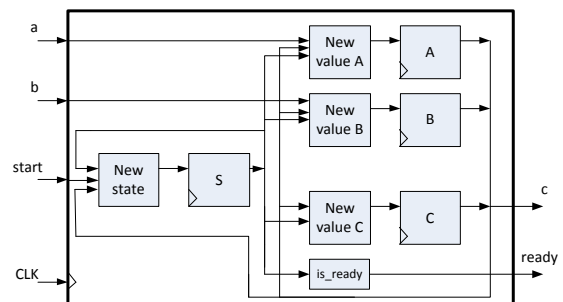 a
New
value A
A
b
New
value B
B
start
New
state
S
New
value C
C
c
ready
CLK
is_ready